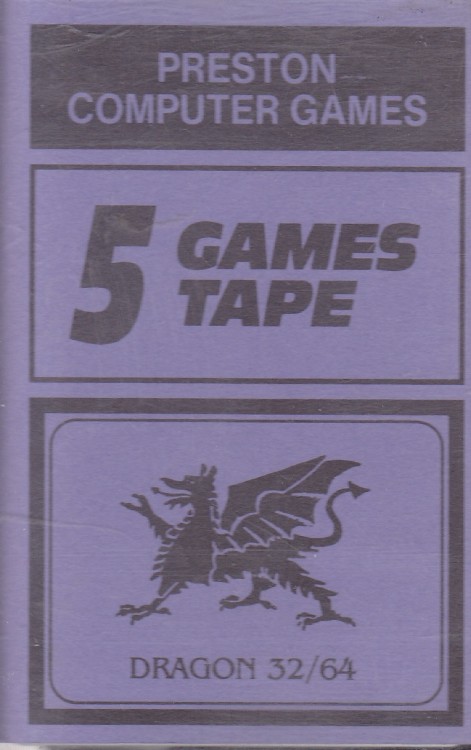 PRESTON
COMPUTER GAMES
5 GAMES
TAPE
DRAGON 32/64